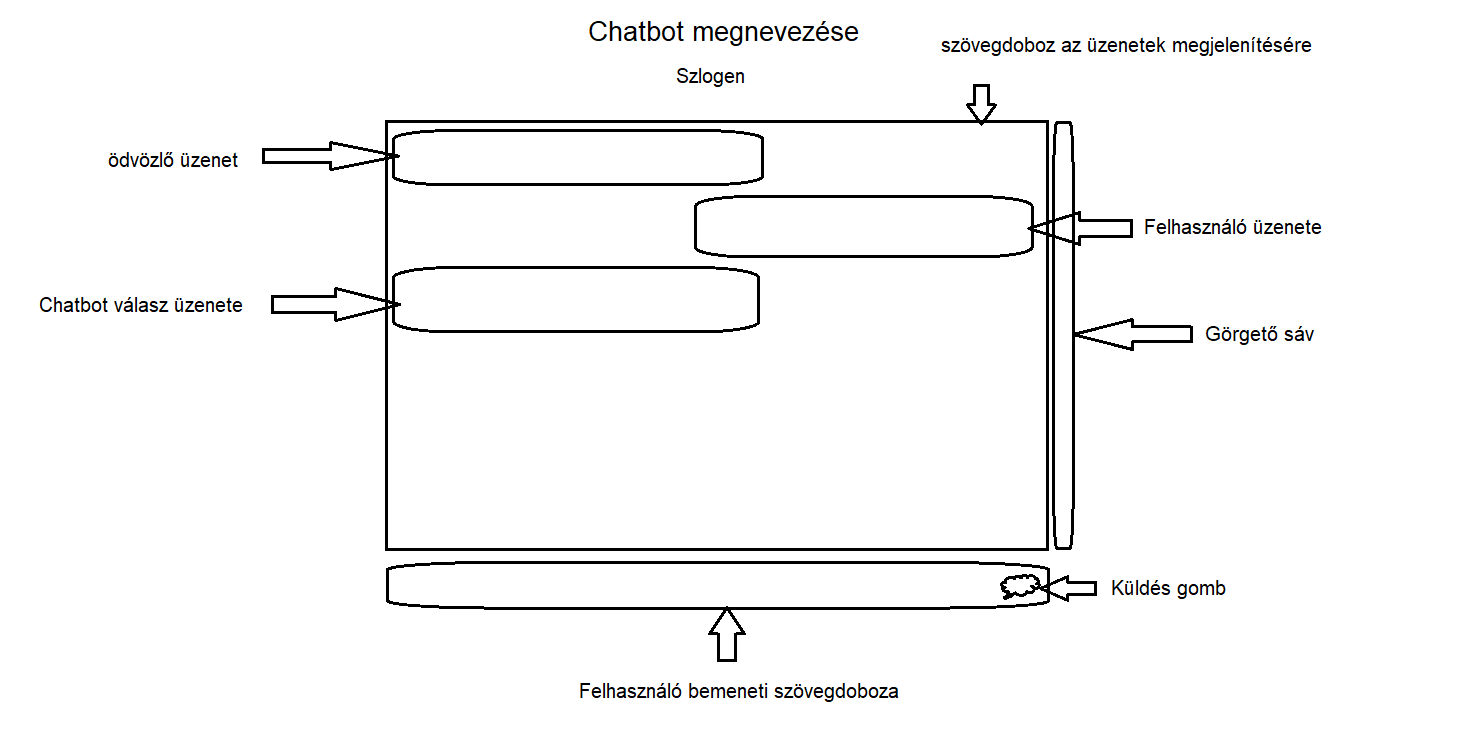 Chatbot megnevezése
szövegdoboz az üzenetek megjelenítésére
Szlogen
ödvözlő üzenet
Felhasználó üzenete
Chatbot válasz üzenete
Görgető sáv
Küldés gomb
Felhasználó bemeneti szövegdoboza